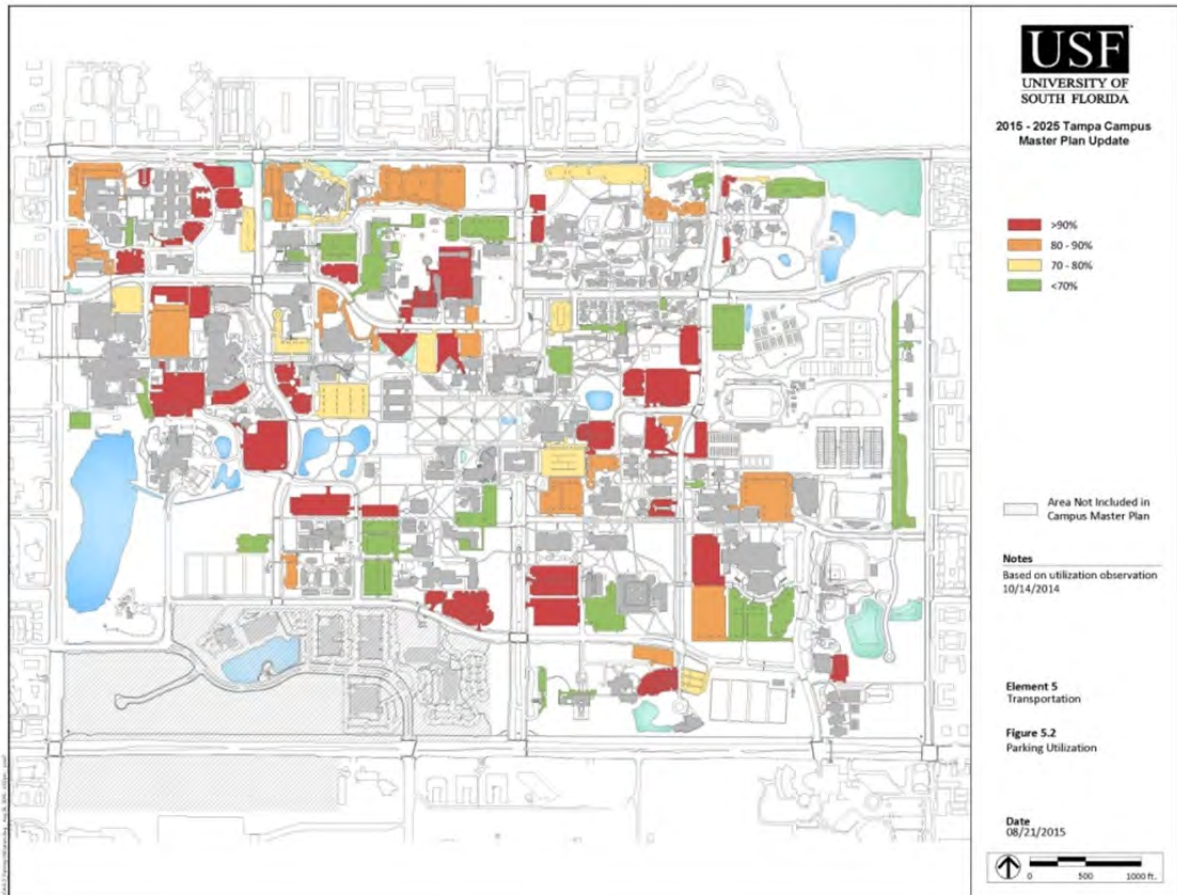 USF
UNIVERSITY OF
SOUTH FLORIDA
2015 - 2025 Tampa Campus
Master Plan Update
>90%
80 - 90%
70 - 80%
<70%
Area Not Included in
Campus Master Plan
Notes
Based on utilization observation
10/14/2014
Element 5
Transportation
Figure 5.2
Parking Utilization
Date
08/21/2015
0 500 1000 ft.